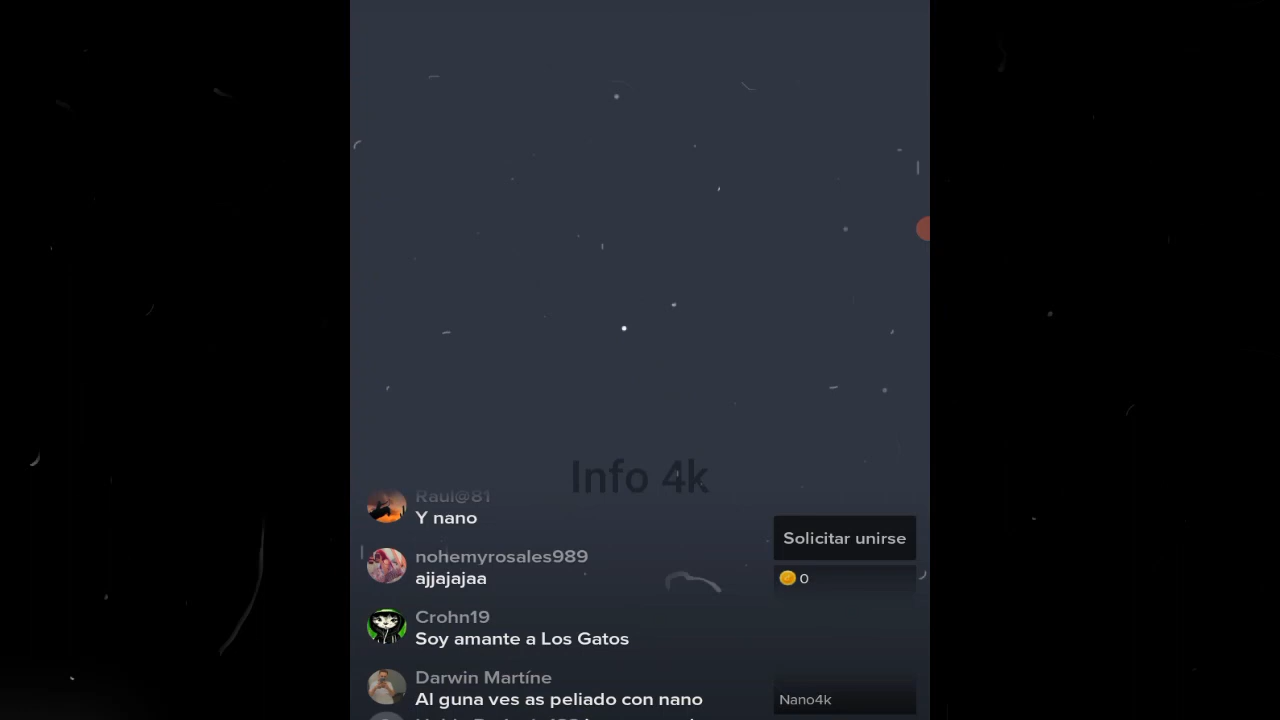 Info 4k
Raul@81
Y nano
nohemyrosales989
ajjajajaa
Solicitar unirse
0
Crohn19
Soy amante a Los Gatos
Darwin Martíne
Al guna ves as peliado con nano
Nano4k